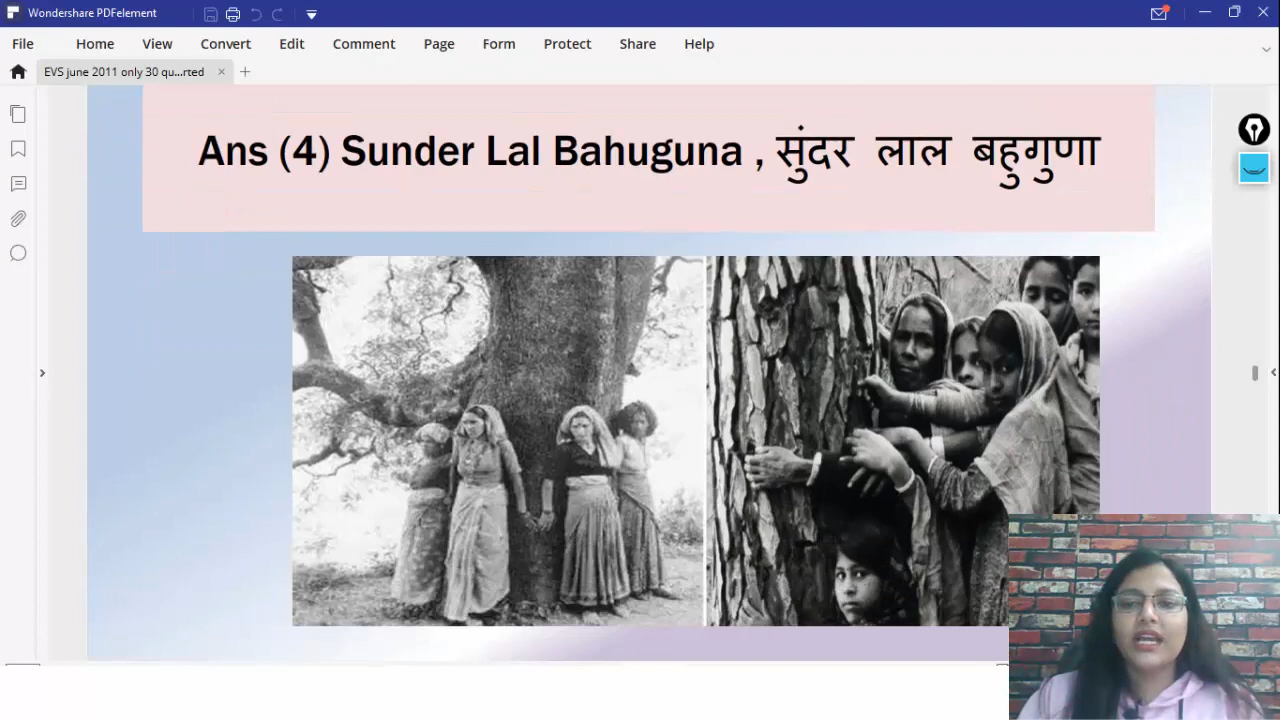 Wondershare PDFelement
File Home View Convert Edit Comment Page Form Protect Share Help
EVS june 2011 only 30 qu...rted
Ans (4) Sunder Lal Bahuguna , सुंदर लाल बहुगुणा